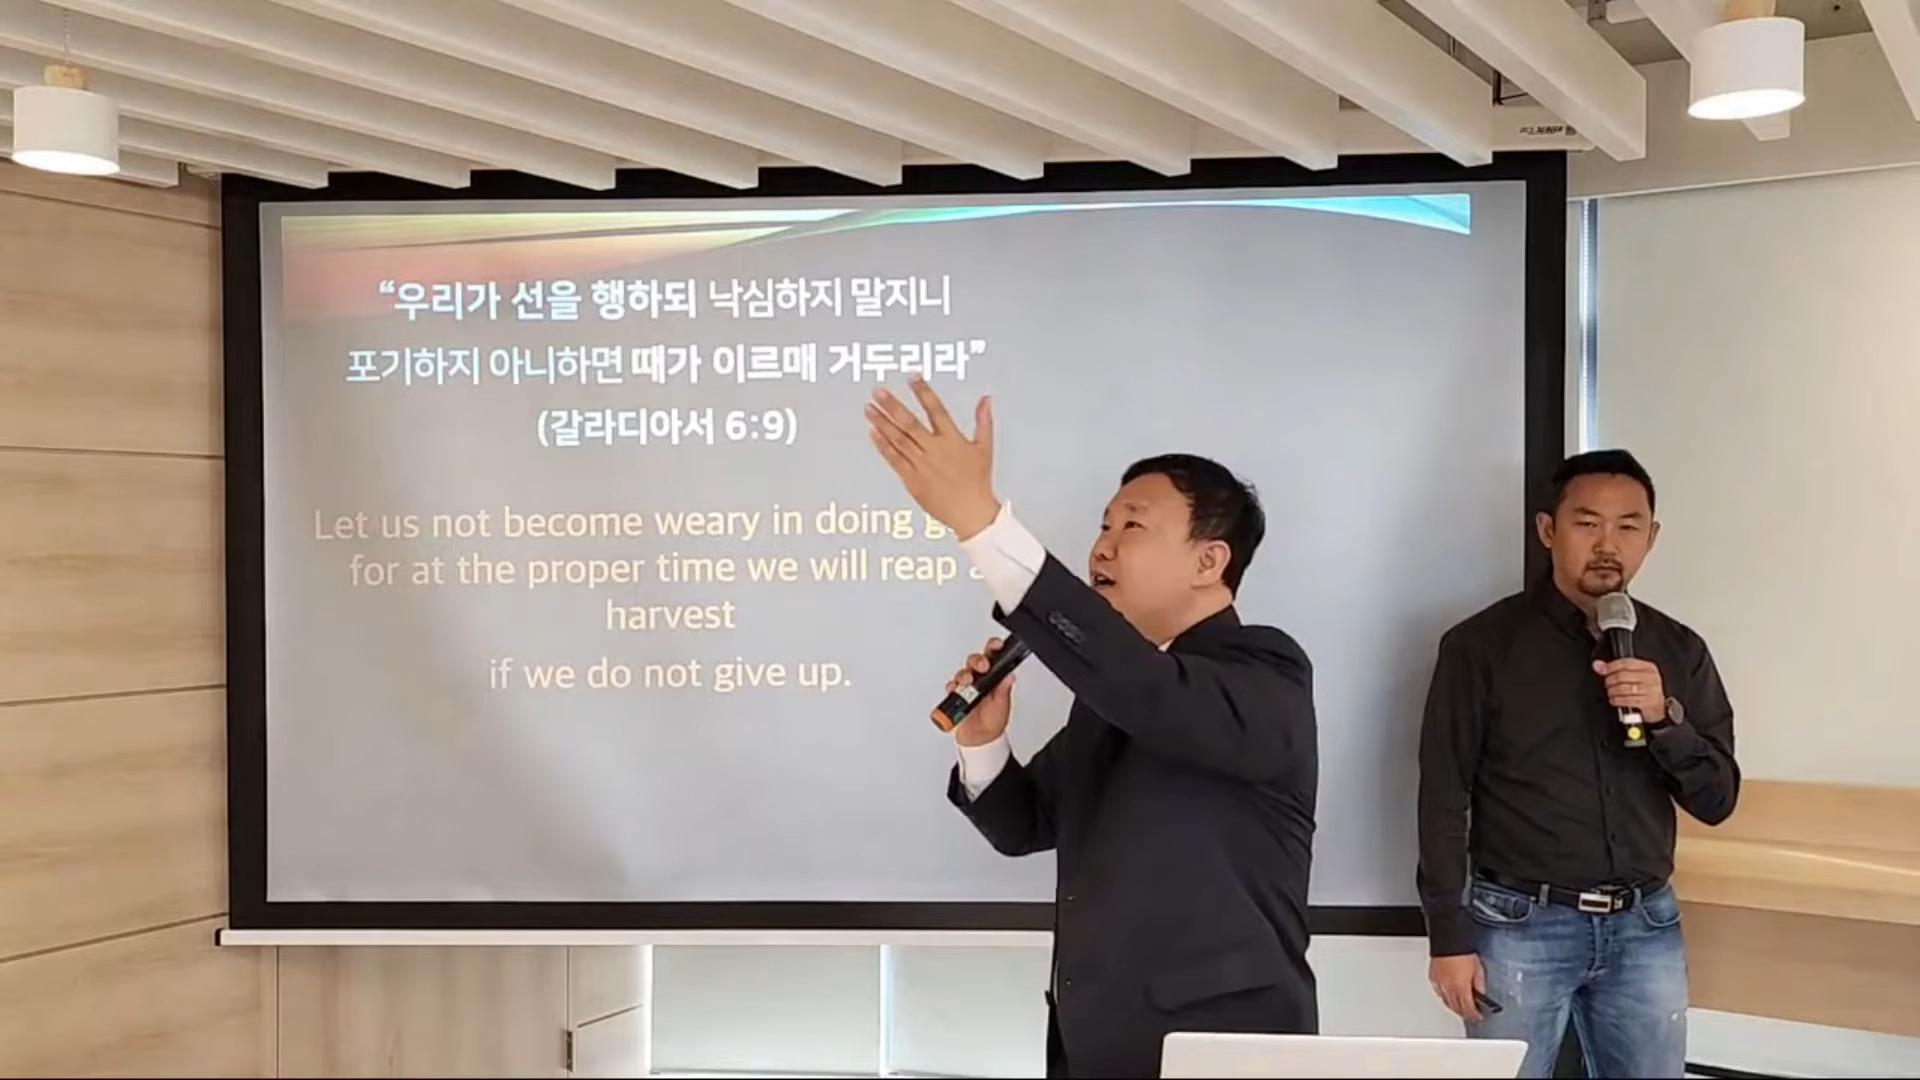 “우리가 선을 행하되 낙심하지 말지니
포기하지 아니하면 때가 이르매 거두리라”
(갈라디아서 6:9)
Let us not become weary in doing
for at the proper time we will reap
harvest
if we do not give up.